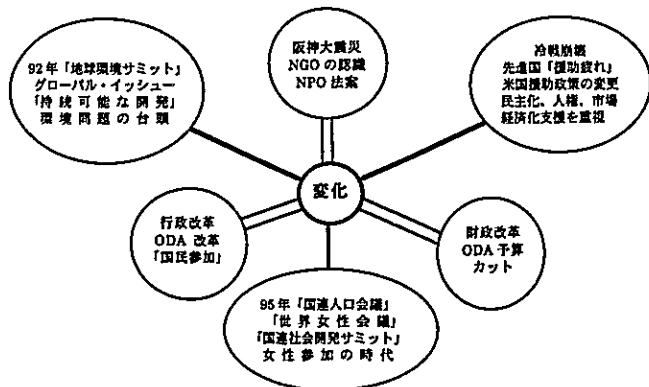 92年「地球環境サミット」
グローバル・イッシュー
「持続可能な開発」
環境問題の台頭
阪神大震災
NGOの認識
NPO法案
冷戦崩壊
先進国「援助疲れ」
米国援助政策の変更
民主化、人権、市場
経済化支援を重視
変化
行政改革
ODA改革
「国民参加」
財政改革
ODA予算
カット
95年「国連人口会議」
「世界女性会議」
「国連社会開発サミット」
女性参加の時代